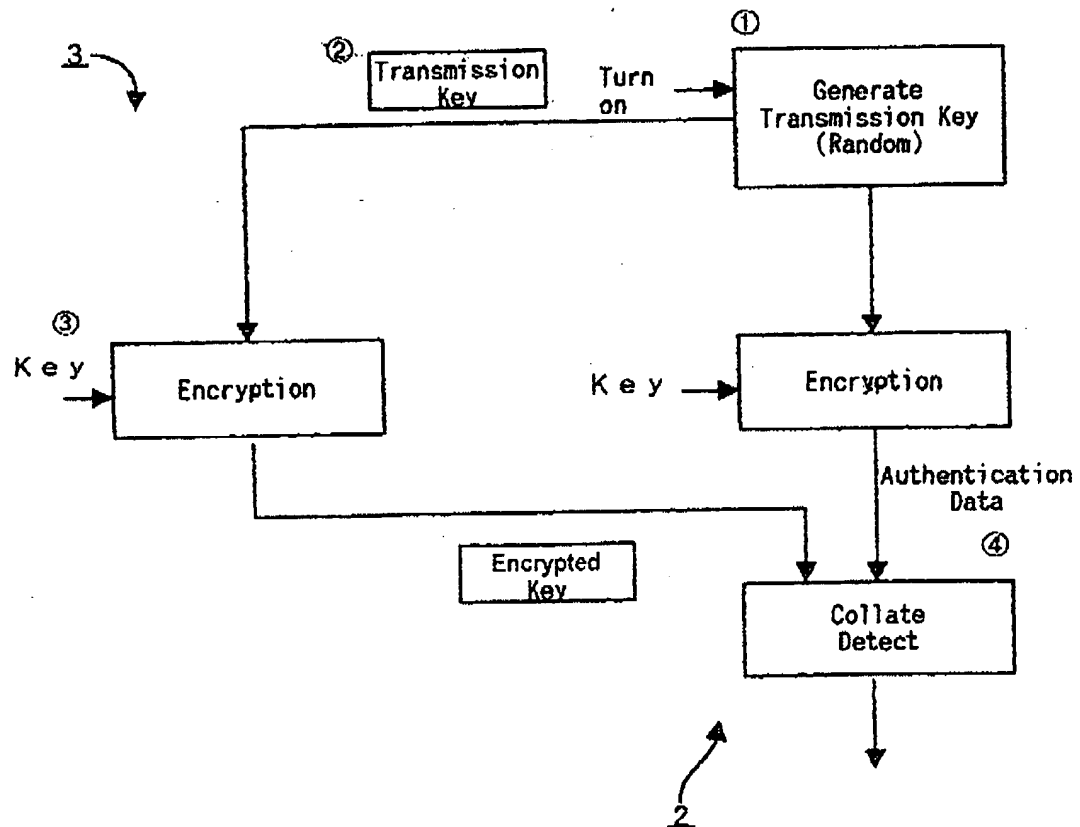 ①
3
②
Transmission
Key
Turn
on
Generate
Transmission Key
(Random)
③
Key
Encryption
Key
Encryption
Authentication
Data
④
Encrypted
Key
Collate
Detect
2